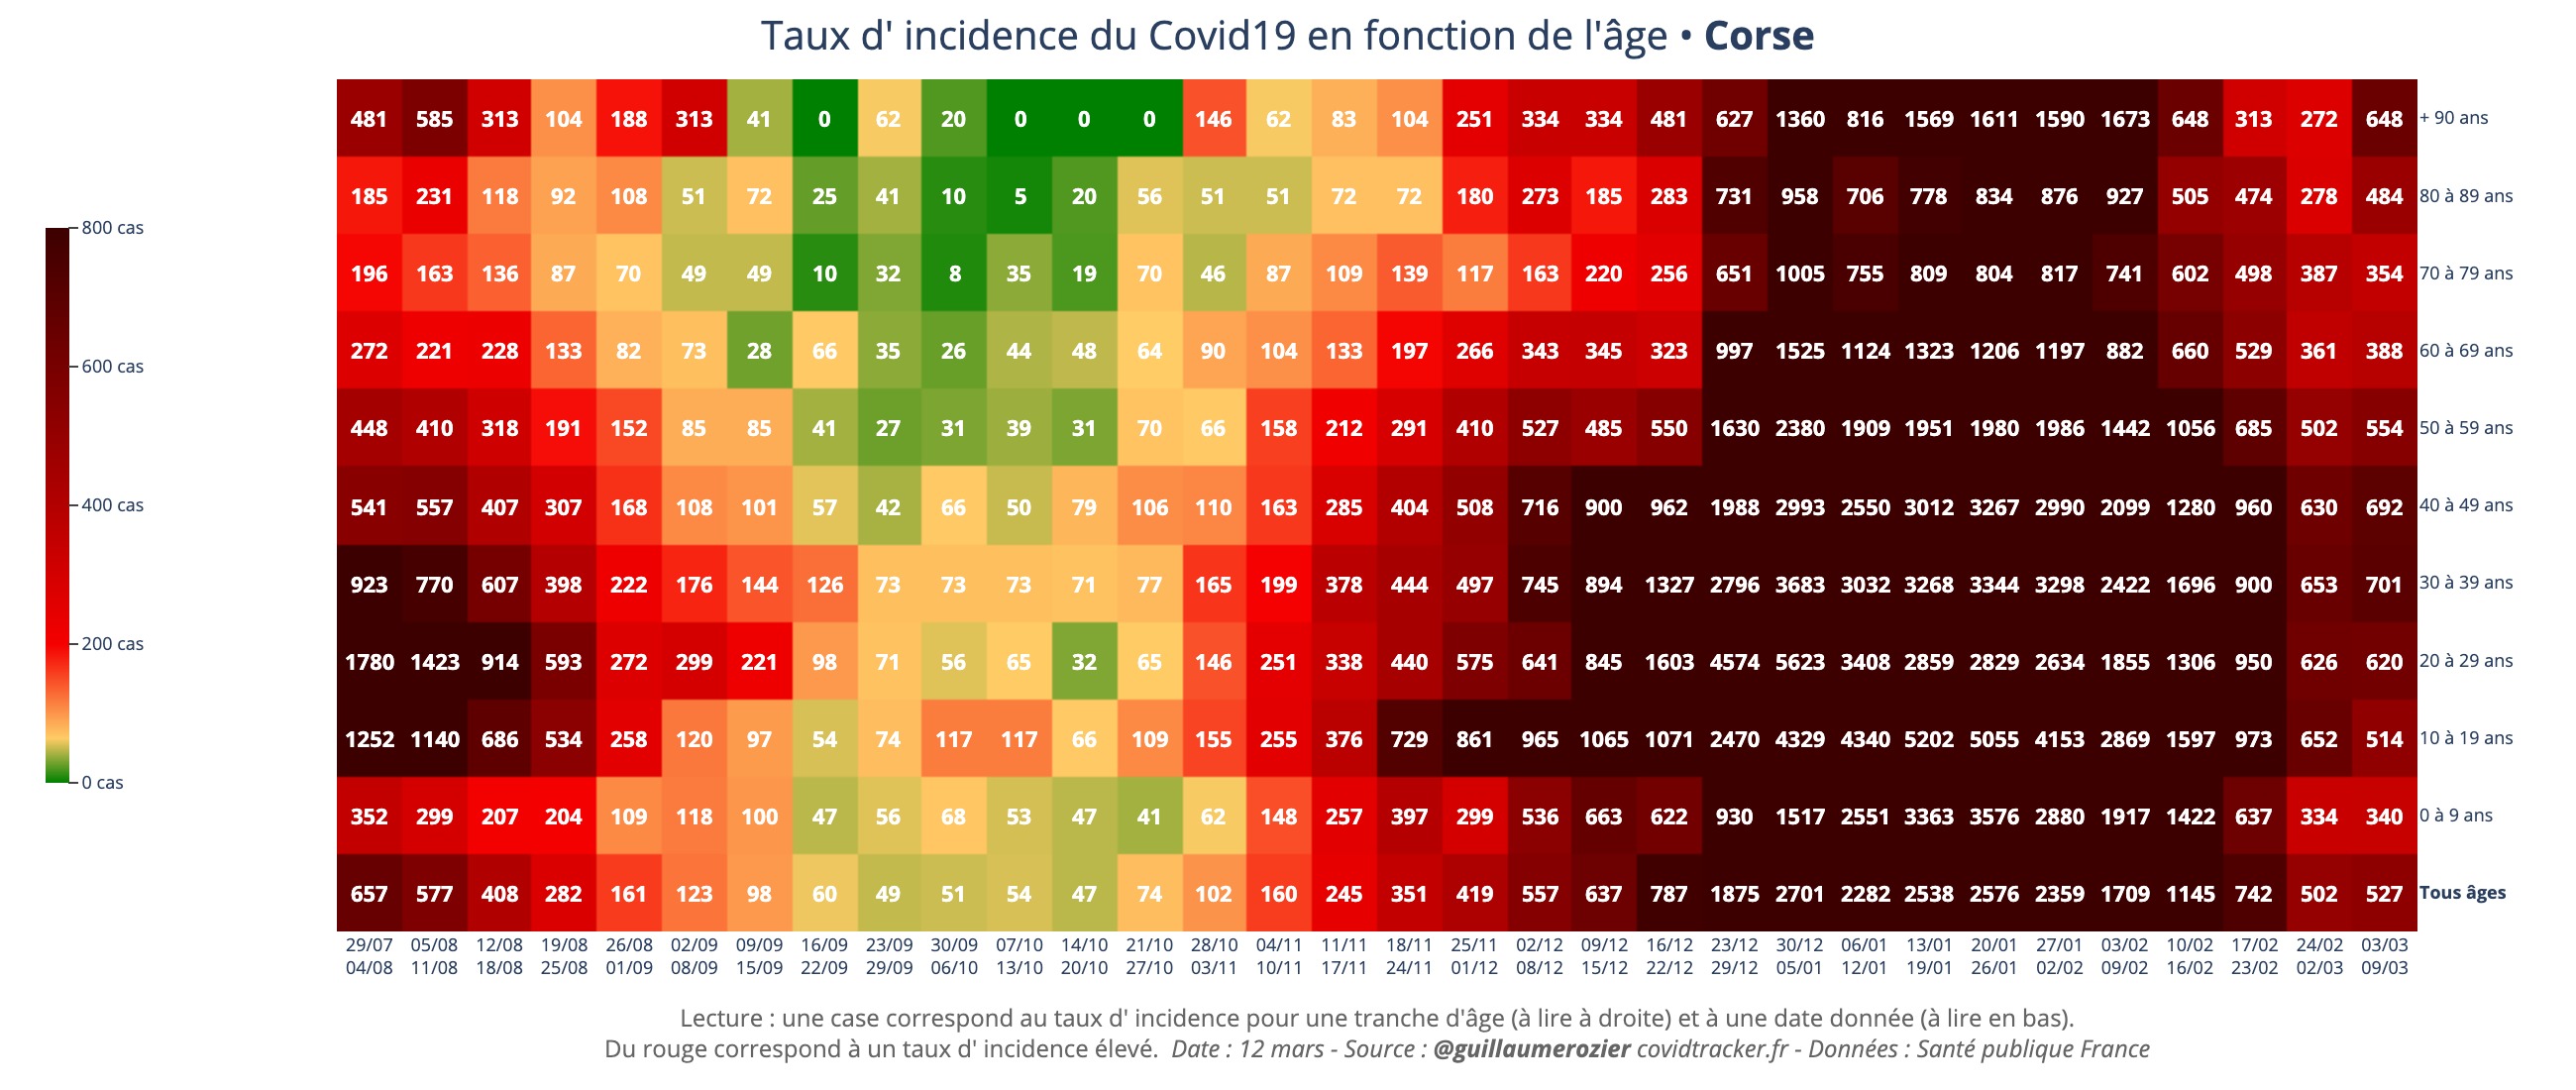 Taux d' incidence du Covid19 en fonction de l'âge • Corse
481 585 313 104 188 313 41 0 62 20 0 0 0 146 62 83 104 251 334 334 481 627 1360 816 1569 1611 1590 1673 648 313 272 648 + 90 ans
185 231 118 92 108 51 72 25 41 10 5 20 56 51 51 72 72 180 273 185 283 731 958 706 778 834 876 927 505 474 278 484 80 à 89 ans
800 cas
196 163 136 87 70 49 49 10 32 8 35 19 70 46 87 109 139 117 163 220 256 651 1005 755 809 804 817 741 602 498 387 354 70 à 79 ans
272 221 228 133 82 73 28 66 35 26 44 48 64 90 104 133 197 266 343 345 323 997 1525 1124 1323 1206 1197 882 660 529 361 388 60 à 69 ans
600 cas
448 410 318 191 152 85 85 41 27 31 39 31 70 66 158 212 291 410 527 485 550 1630 2380 1909 1951 1980 1986 1442 1056 685 502 554 50 à 59 ans
400 cas
541 557 407 307 168 108 101 57 42 66 50 79 106 110 163 285 404 508 716 900 962 1988 2993 2550 3012 3267 2990 2099 1280 960 630 692 40 à 49 ans
923 770 607 398 222 176 144 126 73 73 73 71 77 165 199 378 444 497 745 894 1327 2796 3683 3032 3268 3344 3298 2422 1696 900 653 701 30 à 39 ans
200 cas
1780 1423 914 593 272 299 221 98 71 56 65 32 65 146 251 338 440 575 641 845 1603 4574 5623 3408 2859 2829 2634 1855 1306 950 626 620 20 à 29 ans
1252 1140 686 534 258 120 97 54 74 117 117 66 109 155 255 376 729 861 965 1065 1071 2470 4329 4340 5202 5055 4153 2869 1597 973 652 514 10 à 19 ans
0 cas
352 299 207 204 109 118 100 47 56 68 53 47 41 62 148 257 397 299 536 663 622 930 1517 2551 3363 3576 2880 1917 1422 637 334 340 0 à 9 ans
657 577 408 282 161 123 98 60 49 51 54 47 74 102 160 245 351 419 557 637 787 1875 2701 2282 2538 2576 2359 1709 1145 742 502 527 Tous âges
29/07 05/08 12/08 19/08 26/08 02/09 09/09 16/09 23/09 30/09 07/10 14/10 21/10 28/10 04/11 11/11 18/11 25/11 02/12 09/12 16/12 23/12 30/12 06/01 13/01 20/01 27/01 03/02 10/02 17/02 24/02 03/03
04/08 11/08 18/08 25/08 01/09 08/09 15/09 22/09 29/09 06/10 13/10 20/10 27/10 03/11 10/11 17/11 24/11 01/12 08/12 15/12 22/12 29/12 05/01 12/01 19/01 26/01 02/02 09/02 16/02 23/02 02/03 09/03
Lecture : une case correspond au taux d' incidence pour une tranche d'âge (à lire à droite) et à une date donnée (à lire en bas).
Du rouge correspond à un taux d' incidence élevé. Date : 12 mars - Source : @guillaumerozier covidtracker.fr - Données : Santé publique France